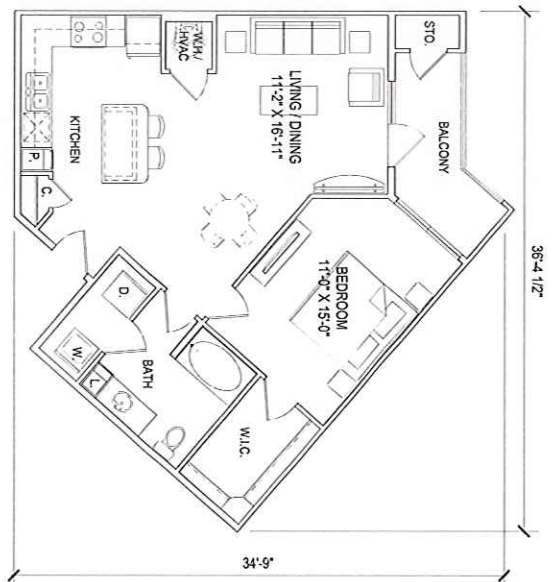 STO.
W.H./
HVAC
LIVING / DINING
11'-2" X 16'-11"
BALCONY
KITCHEN
P.
C.
36'-4 1/2"
BEDROOM
11'-0" X 15'-0"
D.
W.
L.
BATH
W.I.C.
34'-9"